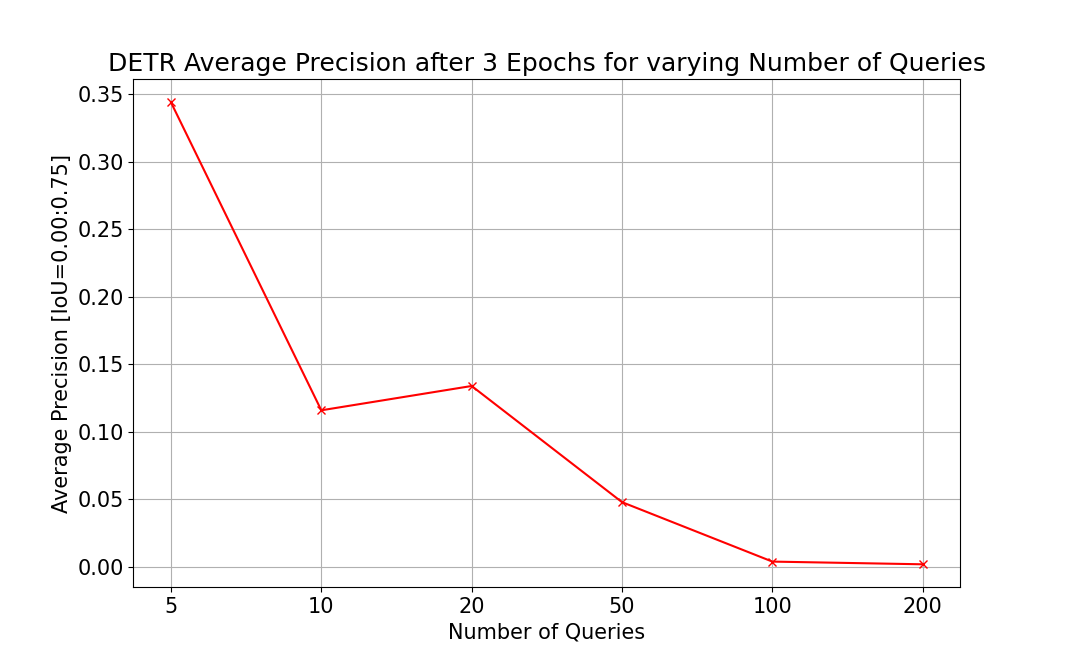 DETR Average Precision after 3 Epochs for varying Number of Queries
Average Precision [IoU=0.00:0.75]
0.35
0.30
0.25
0.20
0.15
0.10
0.05
0.00
5 10 20 50 100 200
Number of Queries